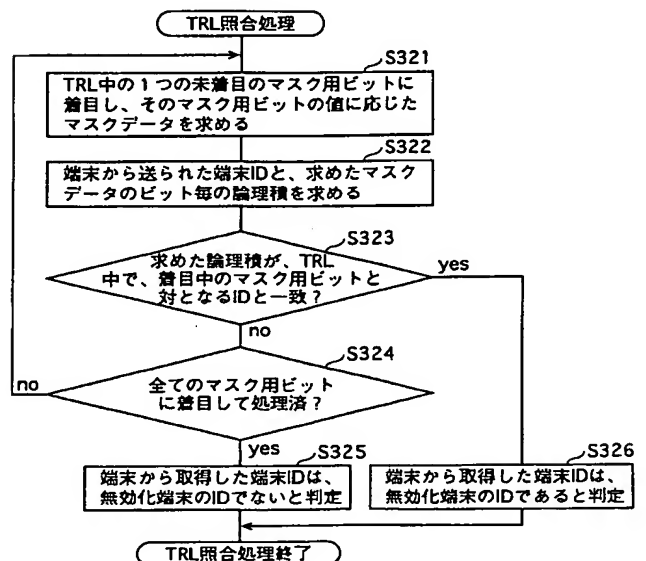 TRL照合処理
S321
TRL中の1つの未着目のマスク用ビットに
着目し、そのマスク用ビットの値に応じた
マスクデータを求める
S322
端末から送られた端末IDと、求めたマスク
データのビット毎の論理積を求める
S323
求めた論理積が、TRL
中で、着目中のマスク用ビットと
対となるIDと一致？
yes
no
S324
全てのマスク用ビット
に着目して処理済？
no
yes
S325
端末から取得した端末IDは、
無効化端末のIDでないと判定
S326
端末から取得した端末IDは、
無効化端末のIDであると判定
TRL照合処理終了